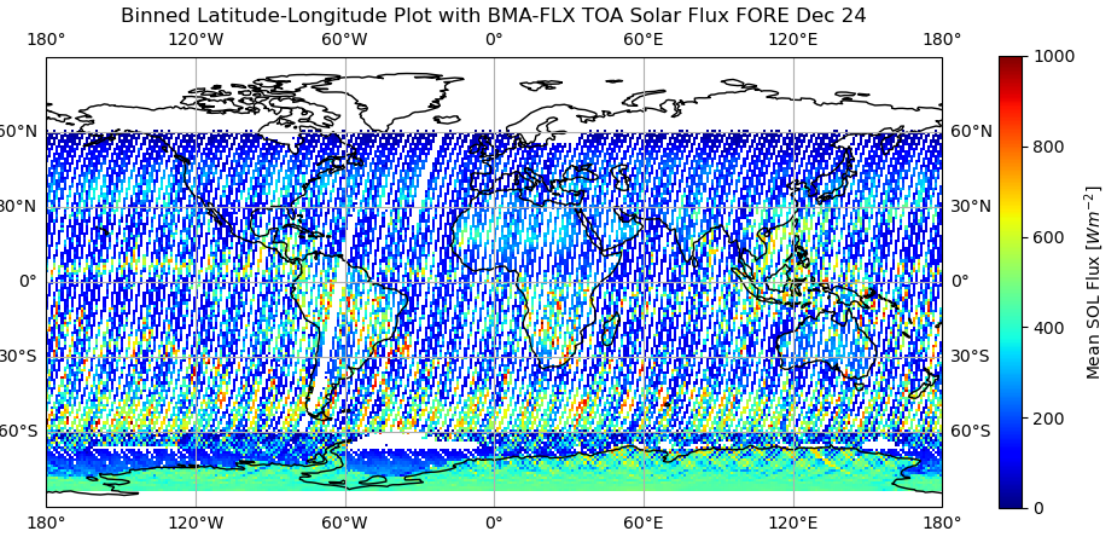 Binned Latitude-Longitude Plot with BMA-FLX TOA Solar Flux FORE Dec 24
180° 120°W 60°W 0° 60°E 120°E 180°
60°N 60°N
30°N 30°N
0° 0°
30°S 30°S
60°S 60°S
180° 120°W 60°W 0° 60°E 120°E 180°
1000
800
600
400
200
0
Mean SOL Flux [Wm⁻²]